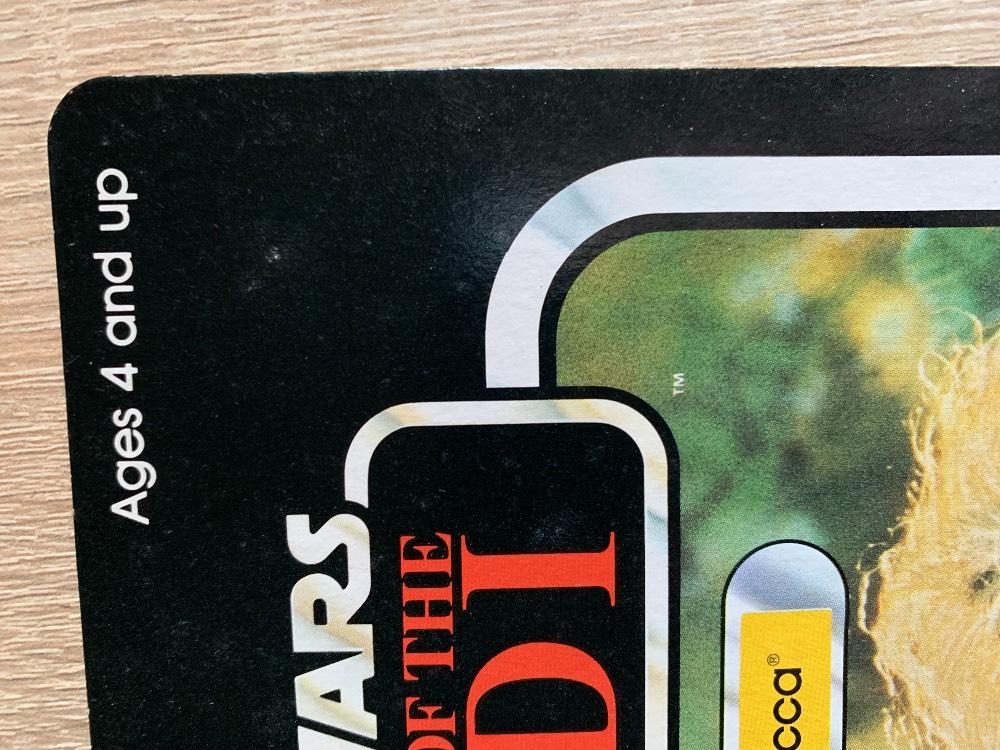 Ages 4 and up
WARS
OF THE
DI
™
cca®